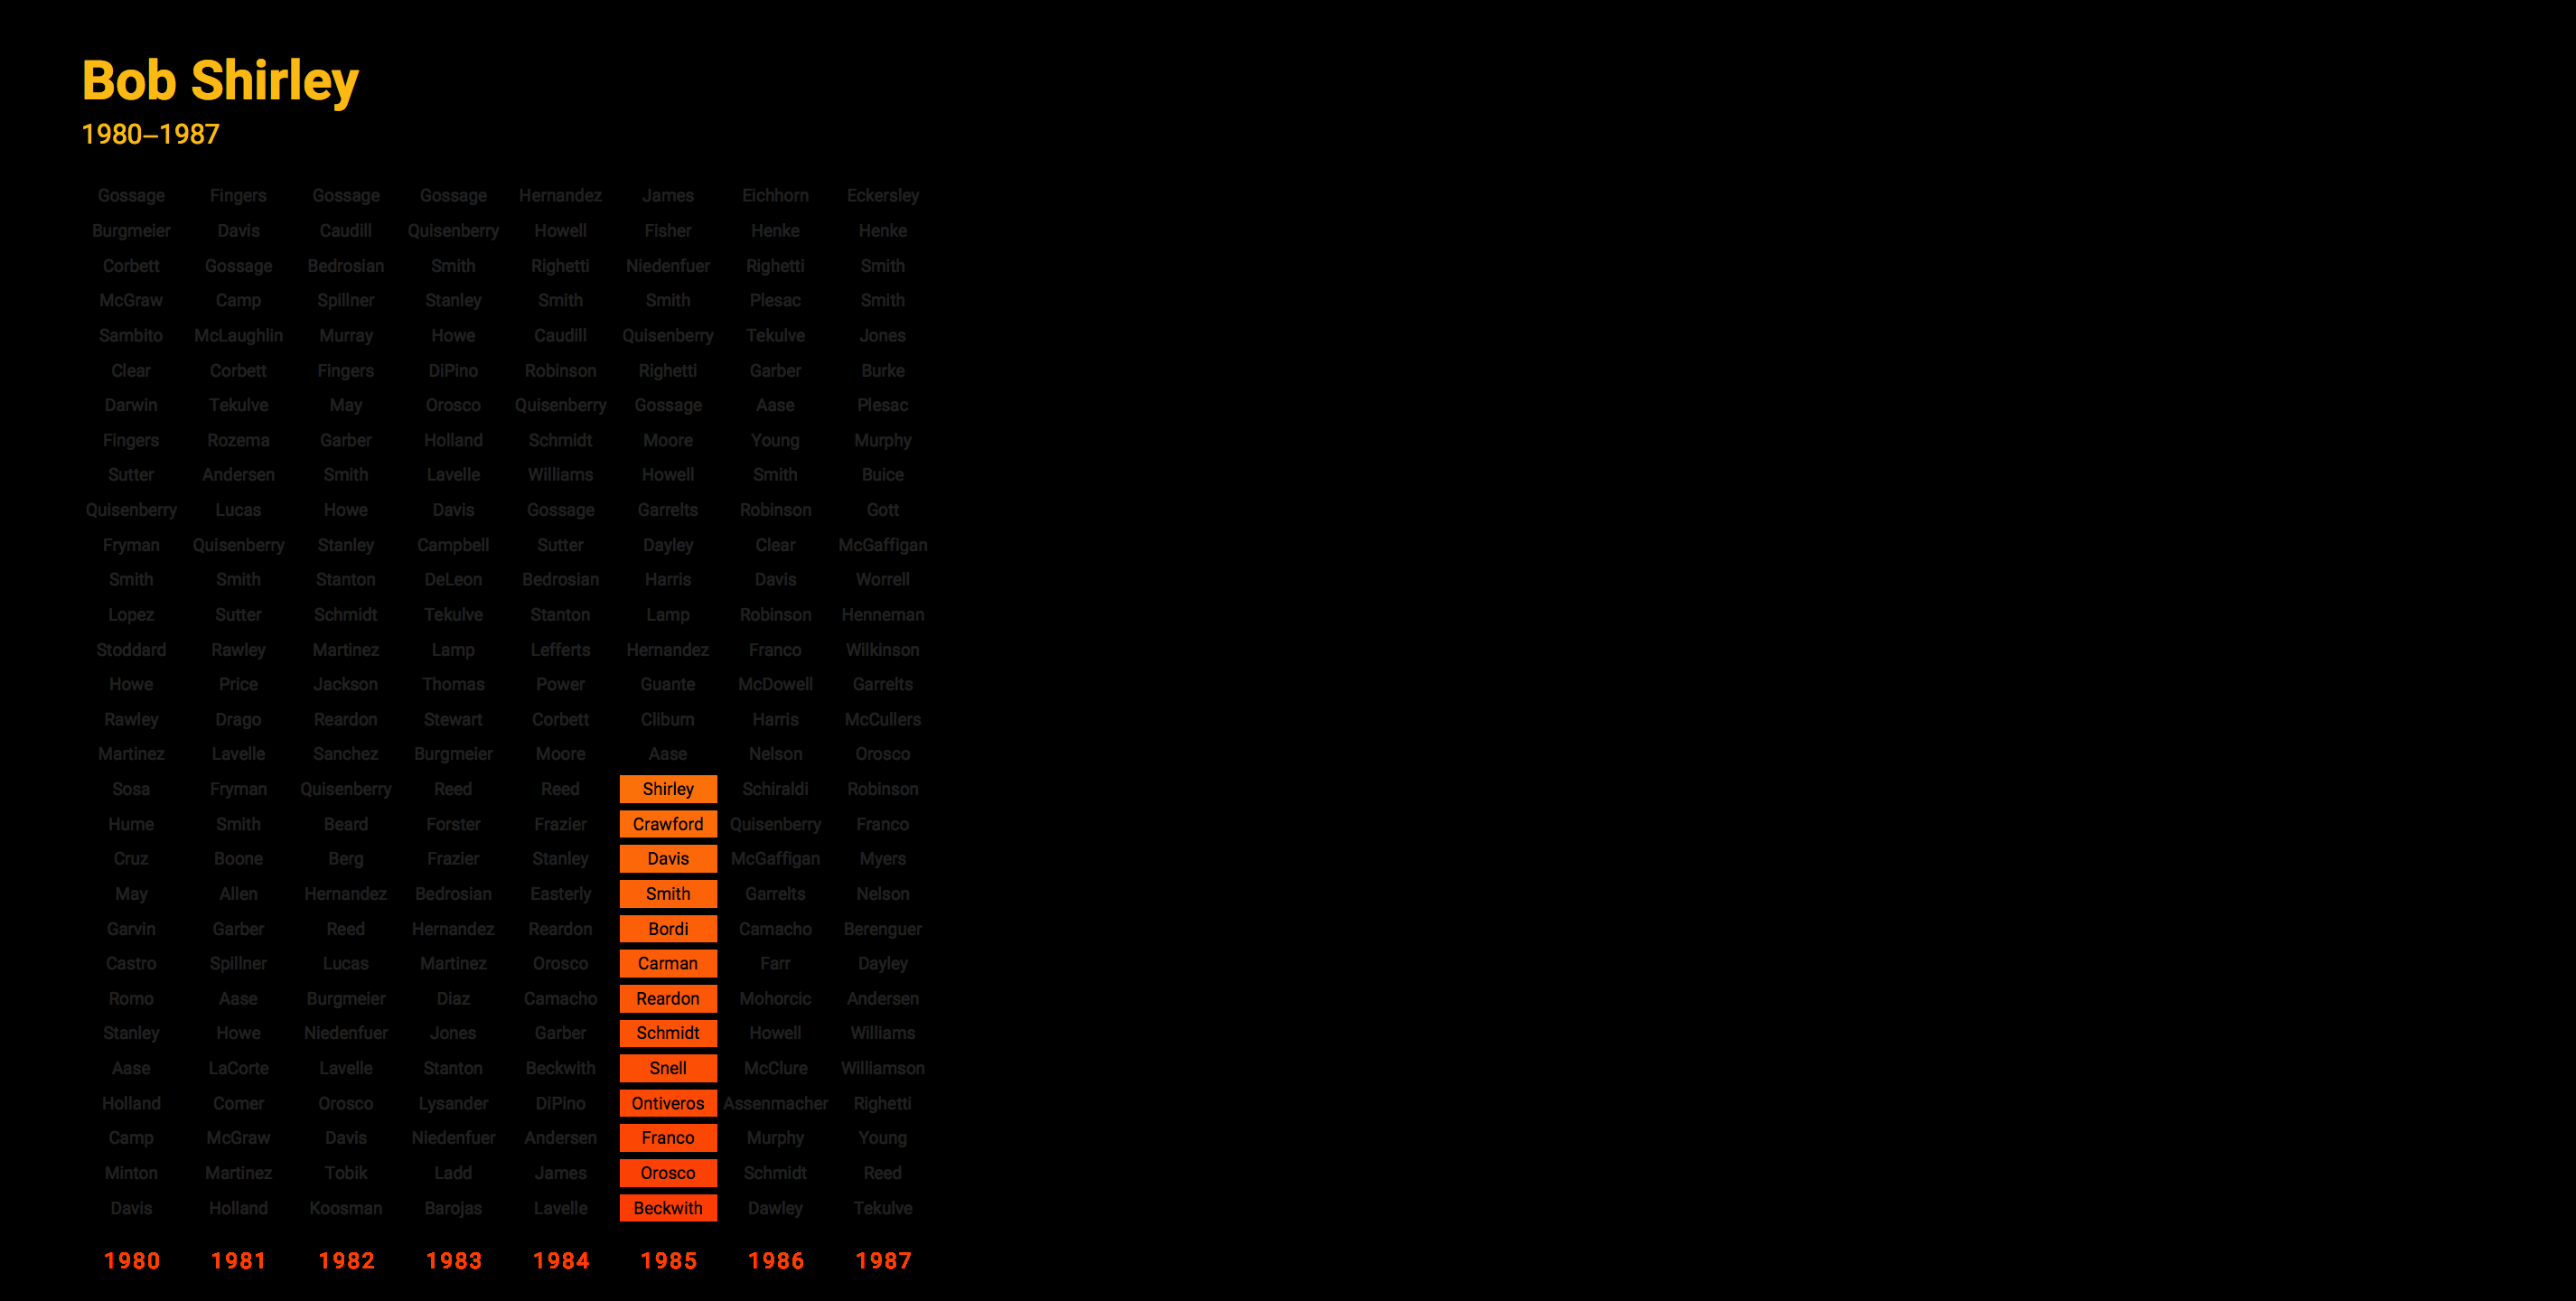 Bob Shirley
1980–1987
Gossage Fingers Gossage Gossage Hernandez James Eichhorn Eckersley
Burgmeier Davis Caudill Quisenberry Howell Fisher Henke Henke
Corbett Gossage Bedrosian Smith Righetti Niedenfuer Righetti Smith
McGraw Camp Spillner Stanley Smith Smith Plesac Smith
Sambito McLaughlin Murray Howe Caudill Quisenberry Tekulve Jones
Clear Corbett Fingers DiPino Robinson Righetti Garber Burke
Darwin Tekulve May Orosco Quisenberry Gossage Aase Plesac
Fingers Rozema Garber Holland Schmidt Moore Young Murphy
Sutter Andersen Smith Lavelle Williams Howell Smith Buice
Quisenberry Lucas Howe Davis Gossage Garrelts Robinson Gott
Fryman Quisenberry Stanley Campbell Sutter Dayley Clear McGaffigan
Smith Smith Stanton DeLeon Bedrosian Harris Davis Worrell
Lopez Sutter Schmidt Tekulve Stanton Lamp Robinson Henneman
Stoddard Rawley Martinez Lamp Lefferts Hernandez Franco Wilkinson
Howe Price Jackson Thomas Power Guante McDowell Garrelts
Rawley Drago Reardon Stewart Corbett Cliburn Harris McCullers
Martinez Lavelle Sanchez Burgmeier Moore Aase Nelson Orosco
Sosa Fryman Quisenberry Reed Reed Shirley Schiraldi Robinson
Hume Smith Beard Forster Frazier Crawford Quisenberry Franco
Cruz Boone Berg Frazier Stanley Davis McGaffigan Myers
May Allen Hernandez Bedrosian Easterly Smith Garrelts Nelson
Garvin Garber Reed Hernandez Reardon Bordi Camacho Berenguer
Castro Spillner Lucas Martinez Orosco Carman Farr Dayley
Romo Aase Burgmeier Diaz Camacho Reardon Mohorcic Andersen
Stanley Howe Niedenfuer Jones Garber Schmidt Howell Williams
Aase LaCorte Lavelle Stanton Beckwith Snell McClure Williamson
Holland Comer Orosco Lysander DiPino Ontiveros Assenmacher Righetti
Camp McGraw Davis Niedenfuer Andersen Franco Murphy Young
Minton Martinez Tobik Ladd James Orosco Schmidt Reed
Davis Holland Koosman Barojas Lavelle Beckwith Dawley Tekulve
1980 1981 1982 1983 1984 1985 1986 1987